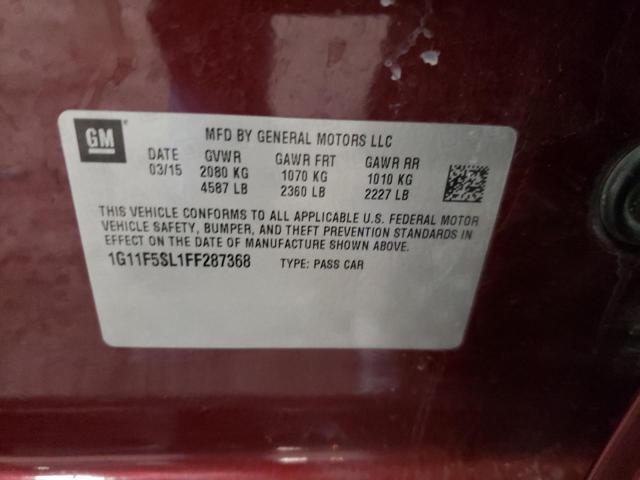 GM
MFD BY GENERAL MOTORS LLC
DATE GVWR GAWR FRT GAWR RR
03/15 2080 KG 1070 KG 1010 KG
4587 LB 2360 LB 2227 LB
THIS VEHICLE CONFORMS TO ALL APPLICABLE U.S. FEDERAL MOTOR
VEHICLE SAFETY, BUMPER, AND THEFT PREVENTION STANDARDS IN
EFFECT ON THE DATE OF MANUFACTURE SHOWN ABOVE.
1G11F5SL1FF287368 TYPE: PASS CAR